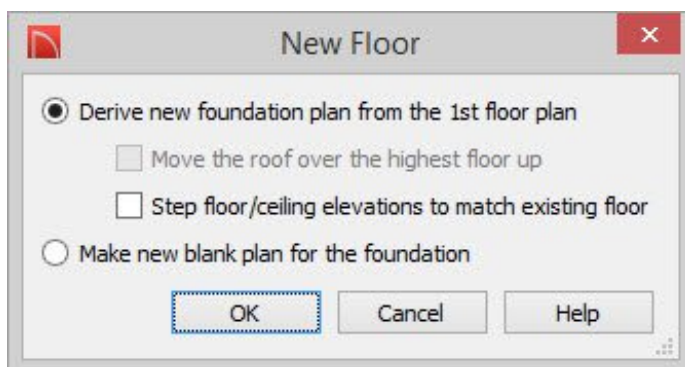 New Floor
Derive new foundation plan from the 1st floor plan
Move the roof over the highest floor up
Step floor/ceiling elevations to match existing floor
Make new blank plan for the foundation
OK Cancel Help